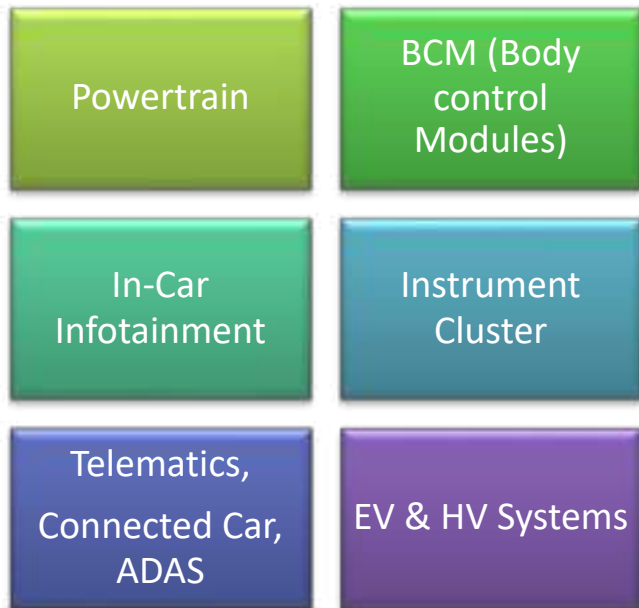 Powertrain
BCM (Body
control
Modules)
In-Car
Infotainment
Instrument
Cluster
Telematics,
Connected Car,
ADAS
EV & HV Systems